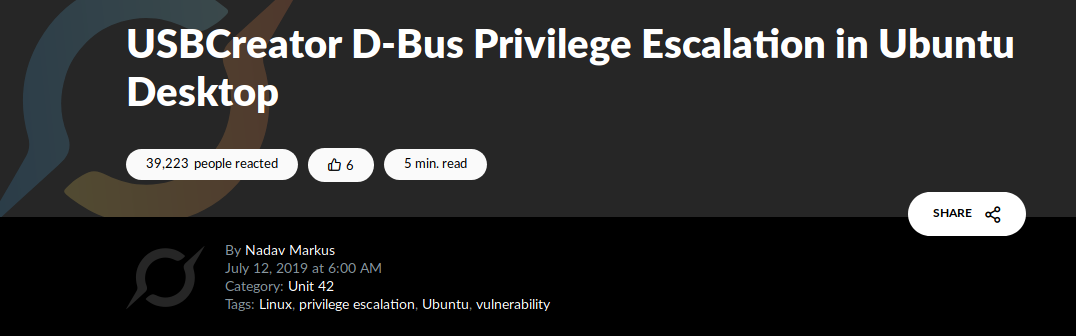 USBCreator D-Bus Privilege Escalation in Ubuntu
Desktop
39,223 people reacted
6
5 min. read
SHARE
By Nadav Markus
July 12, 2019 at 6:00 AM
Category: Unit 42
Tags: Linux, privilege escalation, Ubuntu, vulnerability